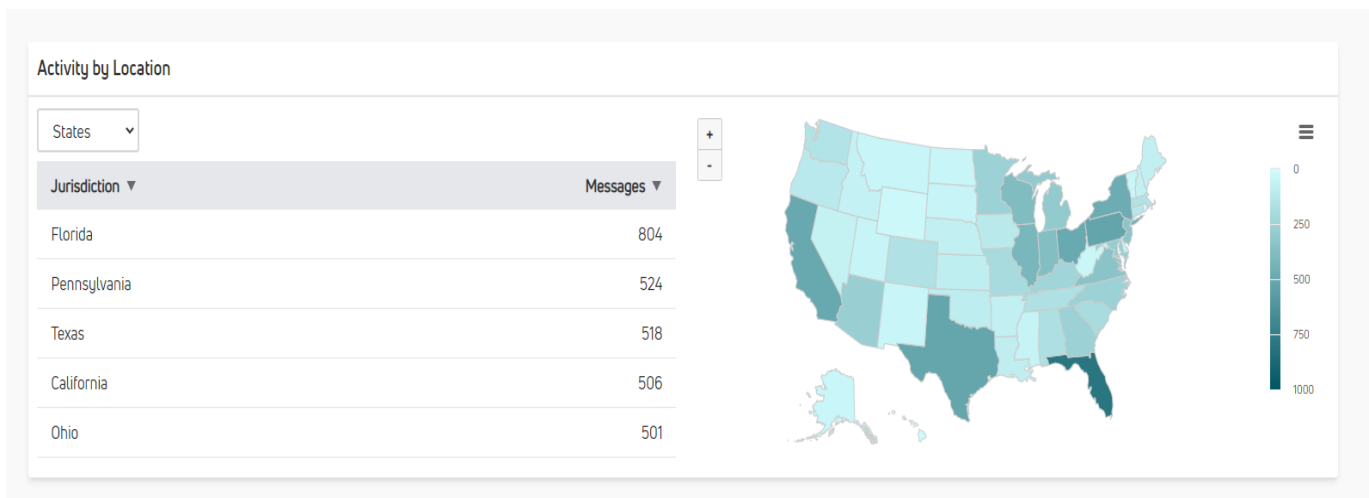 Activity by Location
States
Jurisdiction ▼ Messages ▼
Florida 804
Pennsylvania 524
Texas 518
California 506
Ohio 501
+
-
0
250
500
750
1000